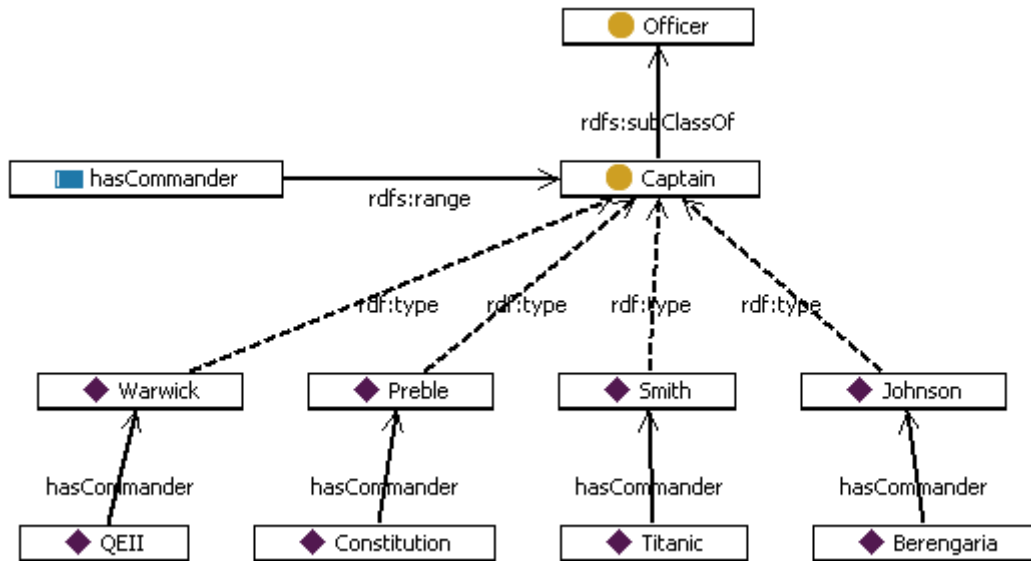 Officer
rdfs:subClassOf
hasCommander
Captain
rdfs:range
rdf:type
rdf:type
rdf:type
rdf:type
Warwick
Preble
Smith
Johnson
hasCommander
hasCommander
hasCommander
hasCommander
QEII
Constitution
Titanic
Berengaria